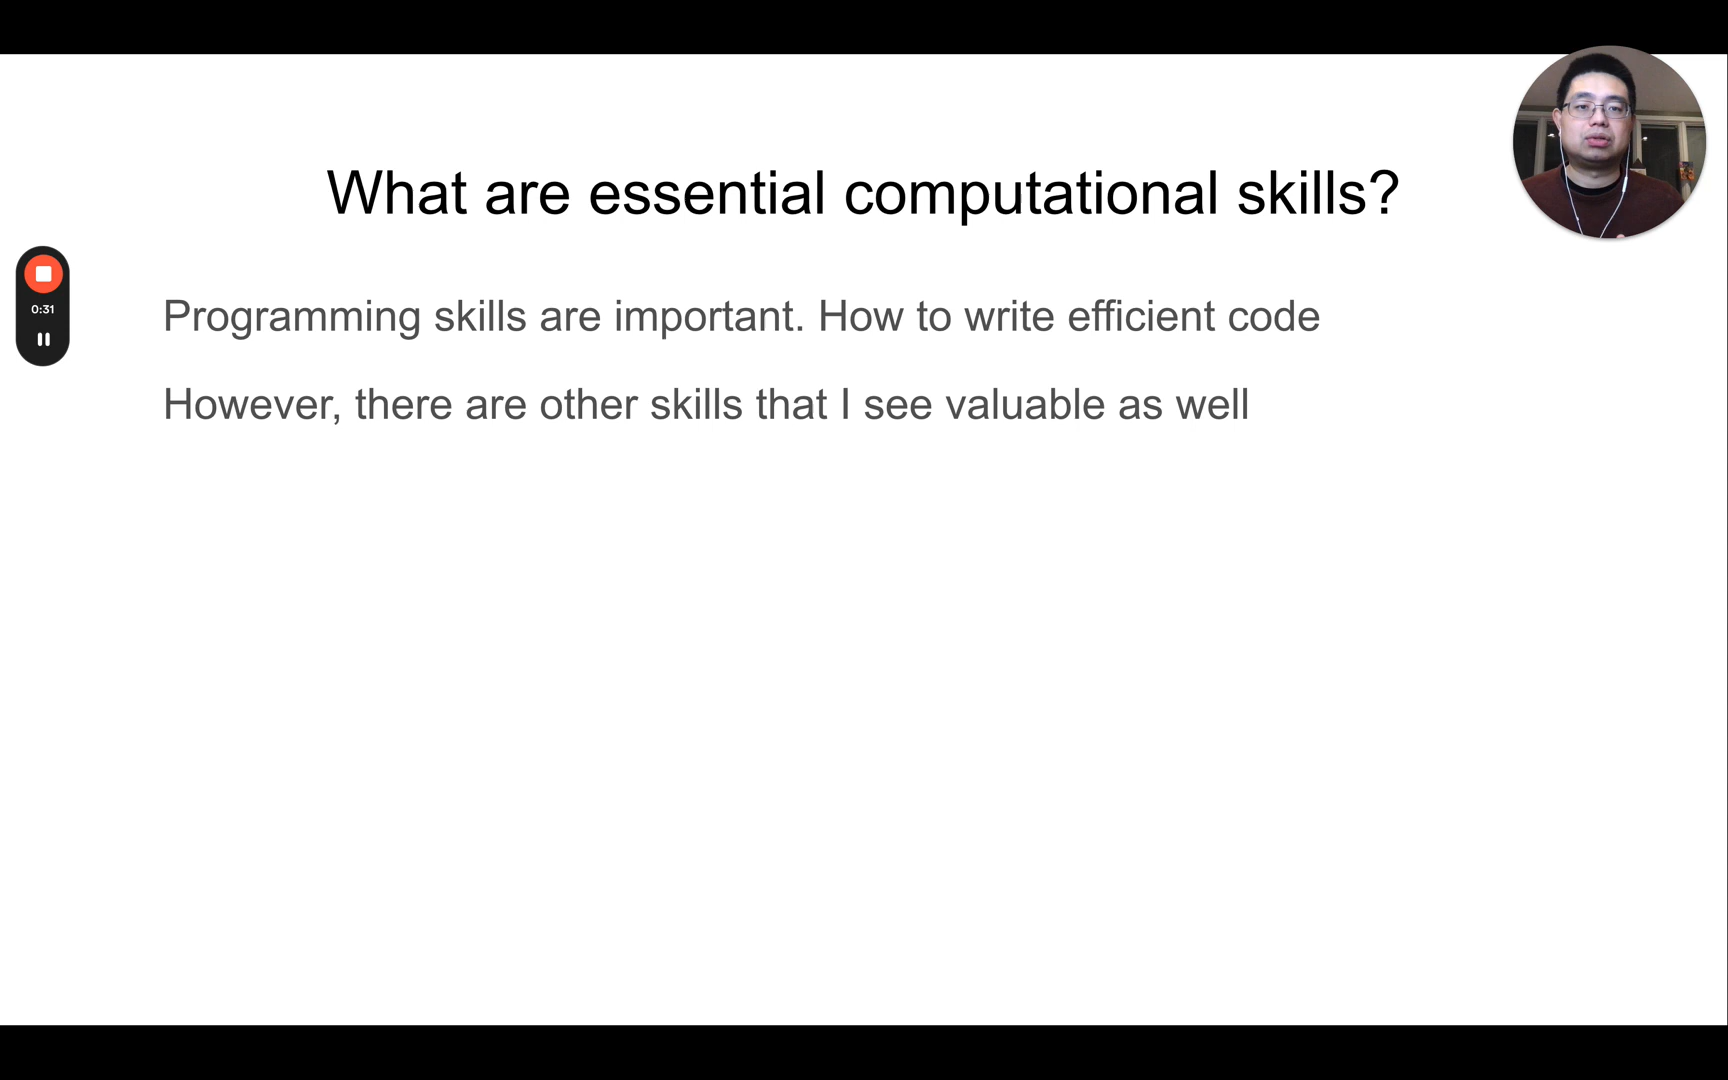 What are essential computational skills?
0:31
Programming skills are important. How to write efficient code
However, there are other skills that I see valuable as well